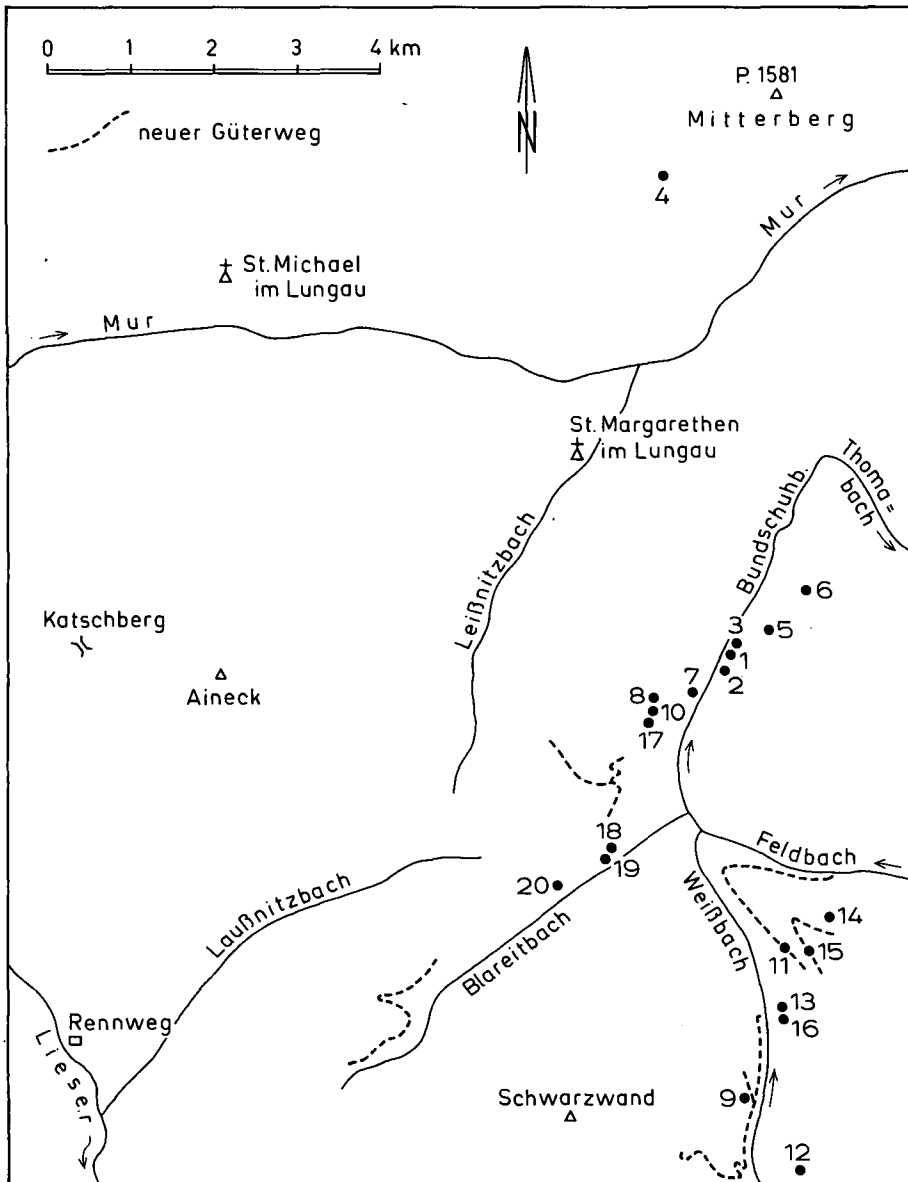 0 1 2 4 km
neuer Güterweg
N
P. 1581
Mitterberg
4
Mur
St. Michael
im Lungau
Mur
St. Margarethen
im Lungau
Thoma=
bach
Bundschuhb.
Leißnitzbach
6
Katschberg
5
3
1
Aineck
2
7
8
10
17
18
Feldbach
19
20
Laußnitzbach
Weißbach
14
Blareitbach
11
15
13
Rennweg
16
Lieser
Schwarzwand
9
12